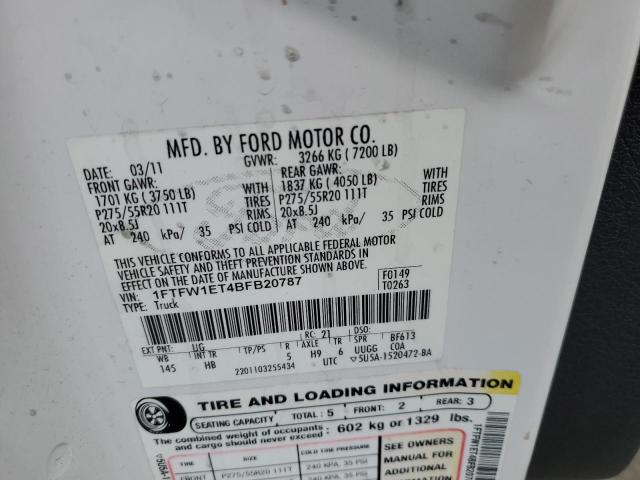 MFD. BY FORD MOTOR CO.
DATE: 03/11 GVWR: 3266 KG ( 7200 LB)
FRONT GAWR: REAR GAWR:
1701 KG ( 3750 LB) WITH 1837 KG ( 4050 LB) WITH
P275/55R20 111T TIRES P275/55R20 111T TIRES
20x8.5J RIMS 20x8.5J RIMS
AT 240 kPa/ 35 PSI COLD AT 240 kPa/ 35 PSI COLD
THIS VEHICLE CONFORMS TO ALL APPLICABLE FEDERAL MOTOR
VEHICLE SAFETY AND THEFT PREVENTION STANDARDS IN
EFFECT ON THE DATE OF MANUFACTURE SHOWN ABOVE.
VIN: 1FTFW1ET4BFB20787 F0149
TYPE: Truck T0263
EXT PNT: UG RC: 21 DSO:
WB INT TR TP/PS R AXLE TR SPR BF613
145 HB 5 H9 6 UUGG COA
2201103255434 UTC 5U5A-1520472-BA
TIRE AND LOADING INFORMATION
SEATING CAPACITY TOTAL: 5 FRONT: 2 REAR: 3
The combined weight of occupants and cargo should never exceed: 602 kg or 1329 lbs.
TIRE SIZE COLD TIRE PRESSURE SEE OWNERS
P275/55R20 111T 240 KPA, 35 PSI MANUAL FOR
ADDITIONAL